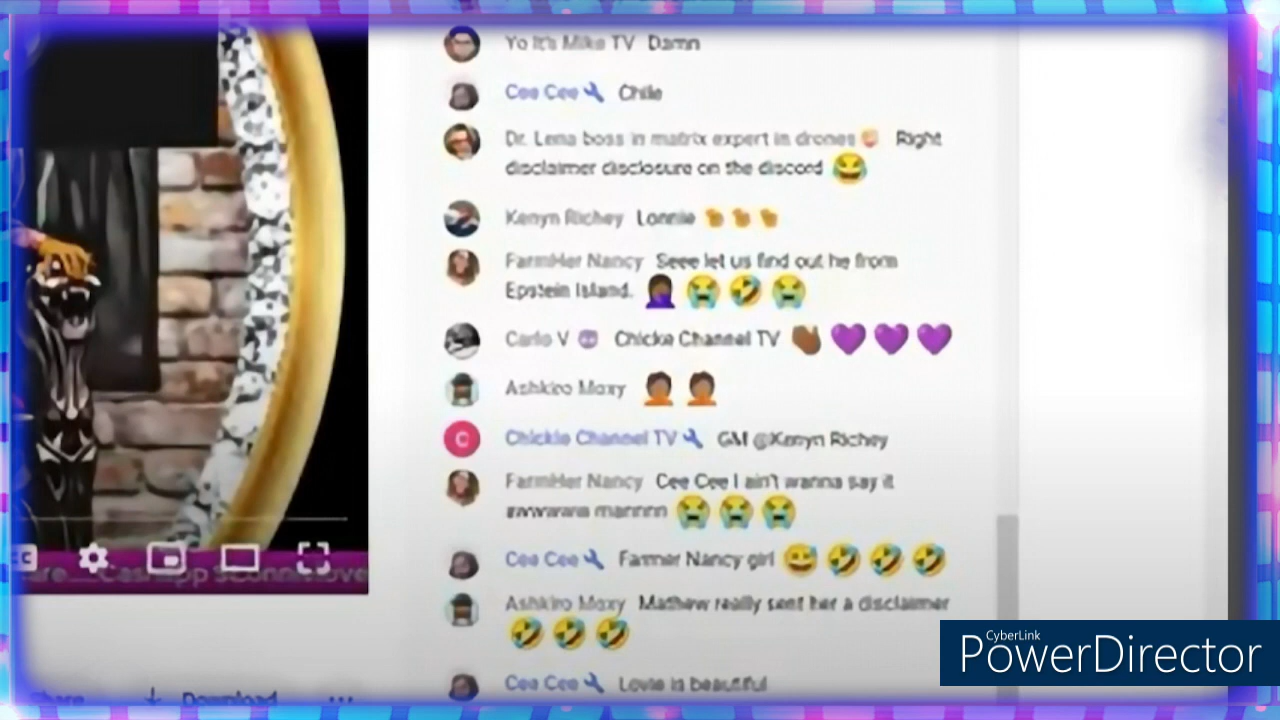 Yo It's Mike TV Damn
Cee Cee Chile
Dr. Lena boss in matrix expert in drones Right
disclaimer disclosure on the discord
Kenyn Richey Lonnie
FarmHer Nancy Seee let us find out he from
Epstein Island.
Carlo V Chicke Channel TV
Ashkiro Moxy
C Chickie Channel TV GM @Kenyn Richey
FarmHer Nancy Cee Cee I ain't wanna say it
mannnn
Cee Cee Farmer Nancy girl
Ashkiro Moxy Mathew really sent her a disclaimer
Cee Cee Lovie is beautiful
CashApp
Share Download ...
CyberLink
PowerDirector